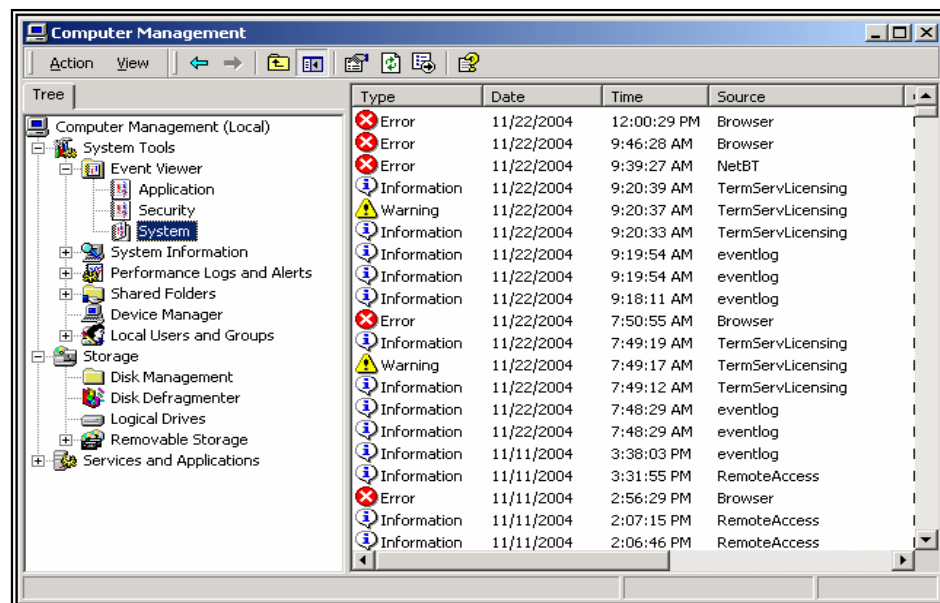 Computer Management
Action View
Tree
Computer Management (Local)
System Tools
Event Viewer
Application
Security
System
System Information
Performance Logs and Alerts
Shared Folders
Device Manager
Local Users and Groups
Storage
Disk Management
Disk Defragmenter
Logical Drives
Removable Storage
Services and Applications
Type Date Time Source
Error 11/22/2004 12:00:29 PM Browser
Error 11/22/2004 9:46:28 AM Browser
Error 11/22/2004 9:39:27 AM NetBT
Information 11/22/2004 9:20:39 AM TermServLicensing
Warning 11/22/2004 9:20:37 AM TermServLicensing
Information 11/22/2004 9:20:33 AM TermServLicensing
Information 11/22/2004 9:19:54 AM eventlog
Information 11/22/2004 9:19:54 AM eventlog
Information 11/22/2004 9:18:11 AM eventlog
Error 11/22/2004 7:50:55 AM Browser
Information 11/22/2004 7:49:19 AM TermServLicensing
Warning 11/22/2004 7:49:17 AM TermServLicensing
Information 11/22/2004 7:49:12 AM TermServLicensing
Information 11/22/2004 7:48:29 AM eventlog
Information 11/22/2004 7:48:29 AM eventlog
Information 11/11/2004 3:38:03 PM eventlog
Information 11/11/2004 3:31:55 PM RemoteAccess
Error 11/11/2004 2:56:29 PM Browser
Information 11/11/2004 2:07:15 PM RemoteAccess
Information 11/11/2004 2:06:46 PM RemoteAccess